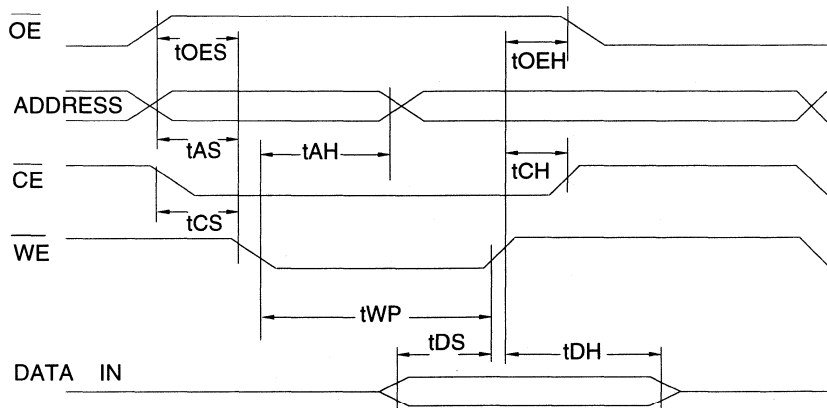 OE
tOES
tOEH
ADDRESS
tAS
tAH
CE
tCH
tCS
WE
tWP
tDS
tDH
DATA IN